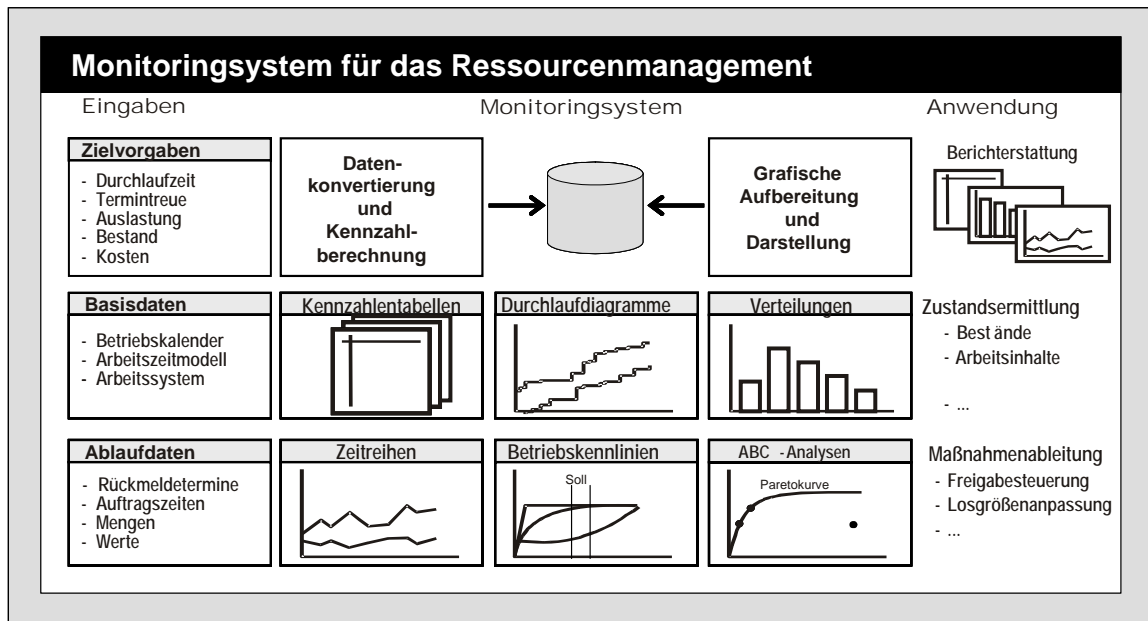 Monitoringsystem für das Ressourcenmanagement
Eingaben
Monitoringsystem
Anwendung
Zielvorgaben
- Durchlaufzeit
- Termintreue
- Auslastung
- Bestand
- Kosten
Daten-
konvertierung
und
Kennzahl-
berechnung
Grafische
Aufbereitung
und
Darstellung
Berichterstattung
Basisdaten
- Betriebskalender
- Arbeitszeitmodell
- Arbeitssystem
Kennzahlentabellen
Durchlaufdiagramme
Verteilungen
Zustandsermittlung
- Best ände
- Arbeitsinhalte
- ...
Ablaufdaten
- Rückmeldetermine
- Auftragszeiten
- Mengen
- Werte
Zeitreihen
Betriebskennlinien
Soll
ABC - Analysen
Paretokurve
Maßnahmenableitung
- Freigabesteuerung
- Losgrößenanpassung
- ...